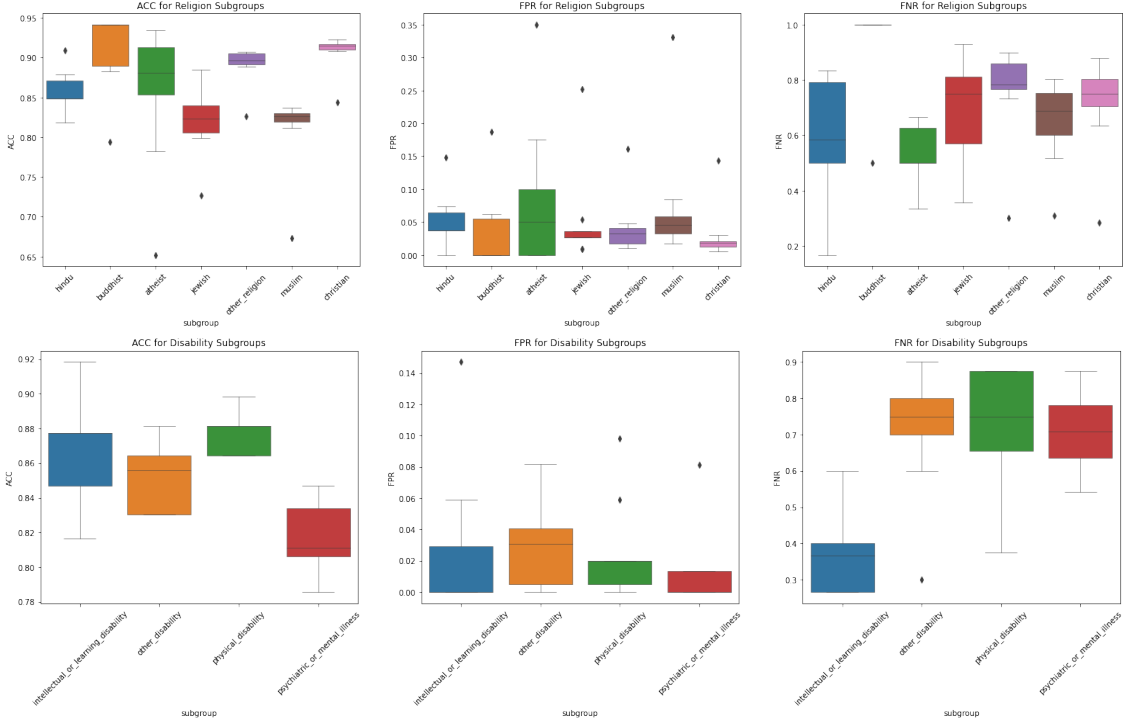 ACC for Religion Subgroups
ACC
0.95
0.90
0.85
0.80
0.75
0.70
0.65
hindu
buddhist
atheist
jewish
other_religion
muslim
christian
subgroup
FPR for Religion Subgroups
FPR
0.35
0.30
0.25
0.20
0.15
0.10
0.05
0.00
hindu
buddhist
atheist
jewish
other_religion
muslim
christian
subgroup
FNR for Religion Subgroups
FNR
1.0
0.8
0.6
0.4
0.2
hindu
buddhist
atheist
jewish
other_religion
muslim
christian
subgroup
ACC for Disability Subgroups
ACC
0.92
0.90
0.88
0.86
0.84
0.82
0.80
0.78
intellectual_or_learning_disability
other_disability
physical_disability
psychiatric_or_mental_illness
subgroup
FPR for Disability Subgroups
FPR
0.14
0.12
0.10
0.08
0.06
0.04
0.02
0.00
intellectual_or_learning_disability
other_disability
physical_disability
psychiatric_or_mental_illness
subgroup
FNR for Disability Subgroups
FNR
0.9
0.8
0.7
0.6
0.5
0.4
0.3
intellectual_or_learning_disability
other_disability
physical_disability
psychiatric_or_mental_illness
subgroup